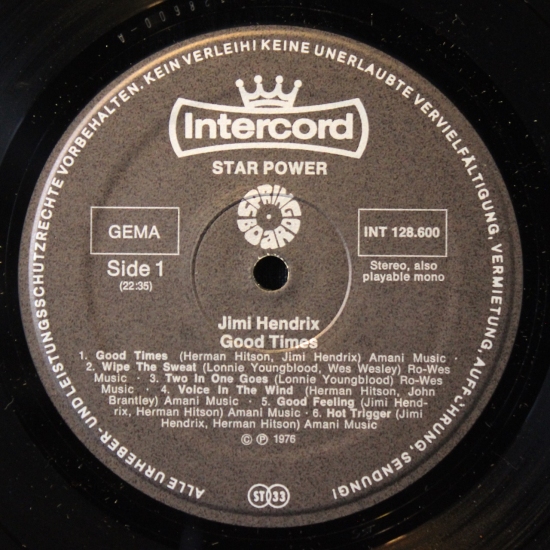 W-00382
ALLE URHEBER- UND LEISTUNGSSCHUTZRECHTE VORBEHALTEN. KEIN VERLEIH! KEINE UNERLAUBTE VERVIELFÄLTIGUNG, VERMIETUNG, AUFFÜHRUNG, SENDUNG!
Intercord
STAR POWER
SPRING
BOARD
GEMA
INT 128.600
Side 1
(22:35)
Stereo, also
playable mono
Jimi Hendrix
Good Times
1. Good Times (Herman Hitson, Jimi Hendrix) Amani Music ·
2. Wipe The Sweat (Lonnie Youngblood, Wes Wesley) Ro-Wes
Music · 3. Two In One Goes (Lonnie Youngblood) Ro-Wes
Music · 4. Voice In The Wind (Herman Hitson, John
Brantley) Amani Music · 5. Good Feeling (Jimi Hend-
rix, Herman Hitson) Amani Music · 6. Hot Trigger (Jimi
Hendrix, Herman Hitson) Amani Music
© ℗ 1976
ST 33